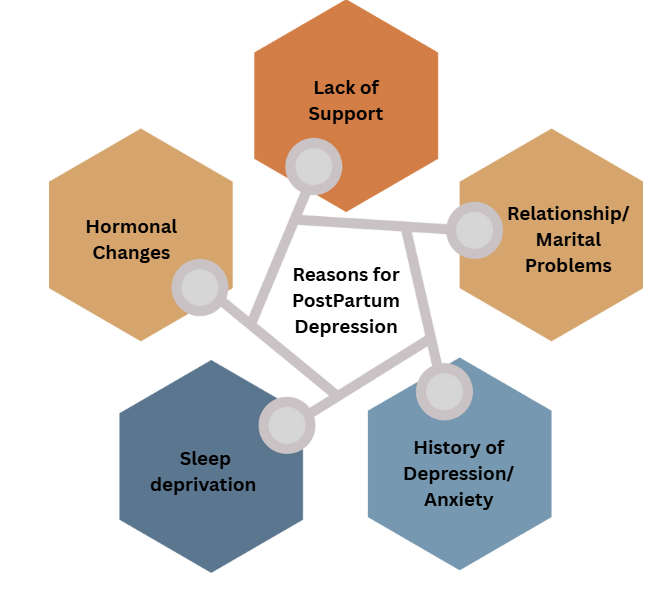 Lack of
Support
Hormonal
Changes
Relationship/
Marital
Problems
Reasons for
PostPartum
Depression
Sleep
deprivation
History of
Depression/
Anxiety